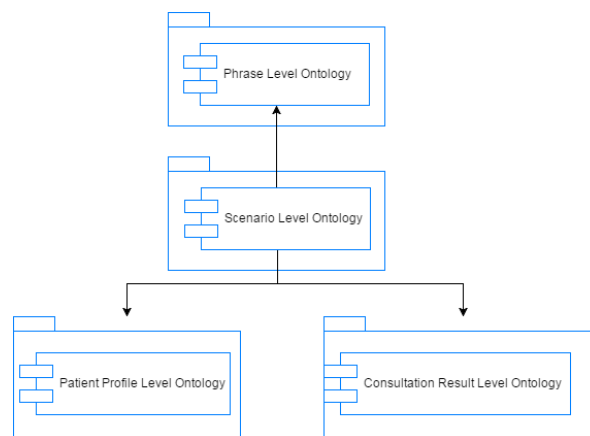 Phrase Level Ontology
Scenario Level Ontology
Patient Profile Level Ontology
Consultation Result Level Ontology